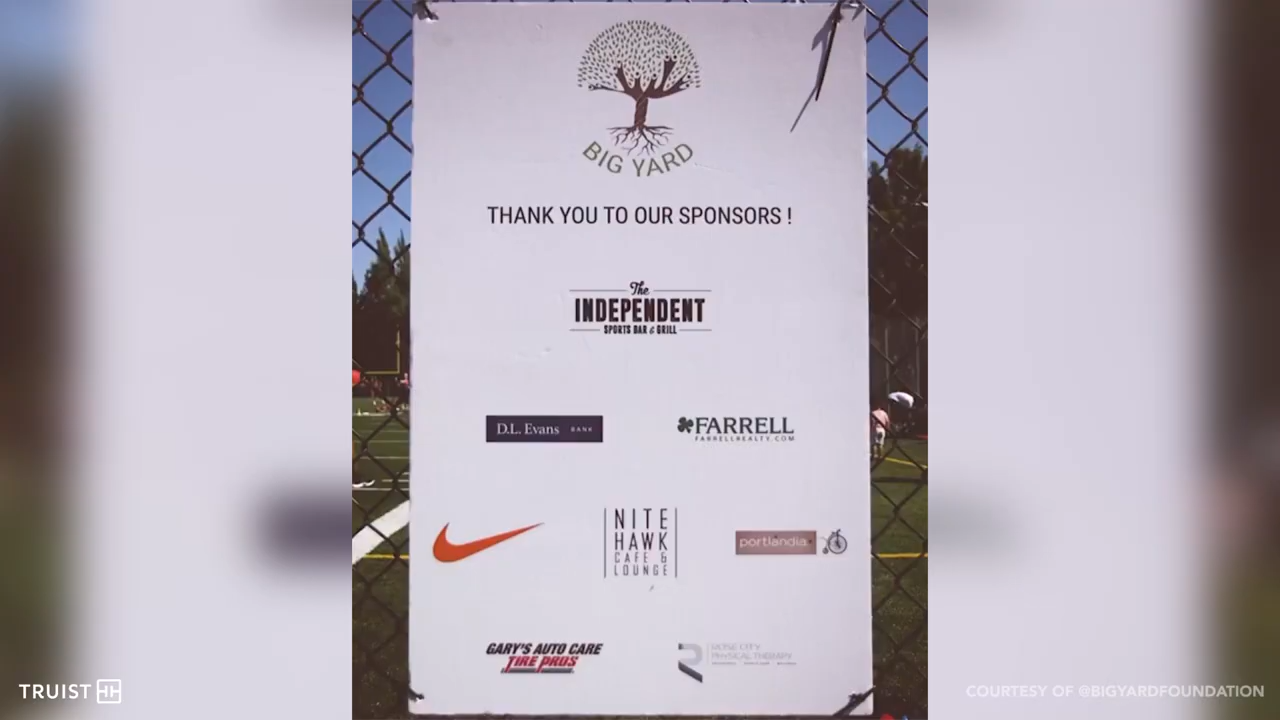 BIG YARD
THANK YOU TO OUR SPONSORS !
The
INDEPENDENT
SPORTS BAR & GRILL
D.L. Evans BANK
FARRELL
FARRELLREALTY.COM
NITE
HAWK
CAFE &
LOUNGE
portlandia
GARY'S AUTO CARE
TIRE PROS
ROSE CITY
PHYSICAL THERAPY
TRUIST
COURTESY OF @BIGYARDFOUNDATION